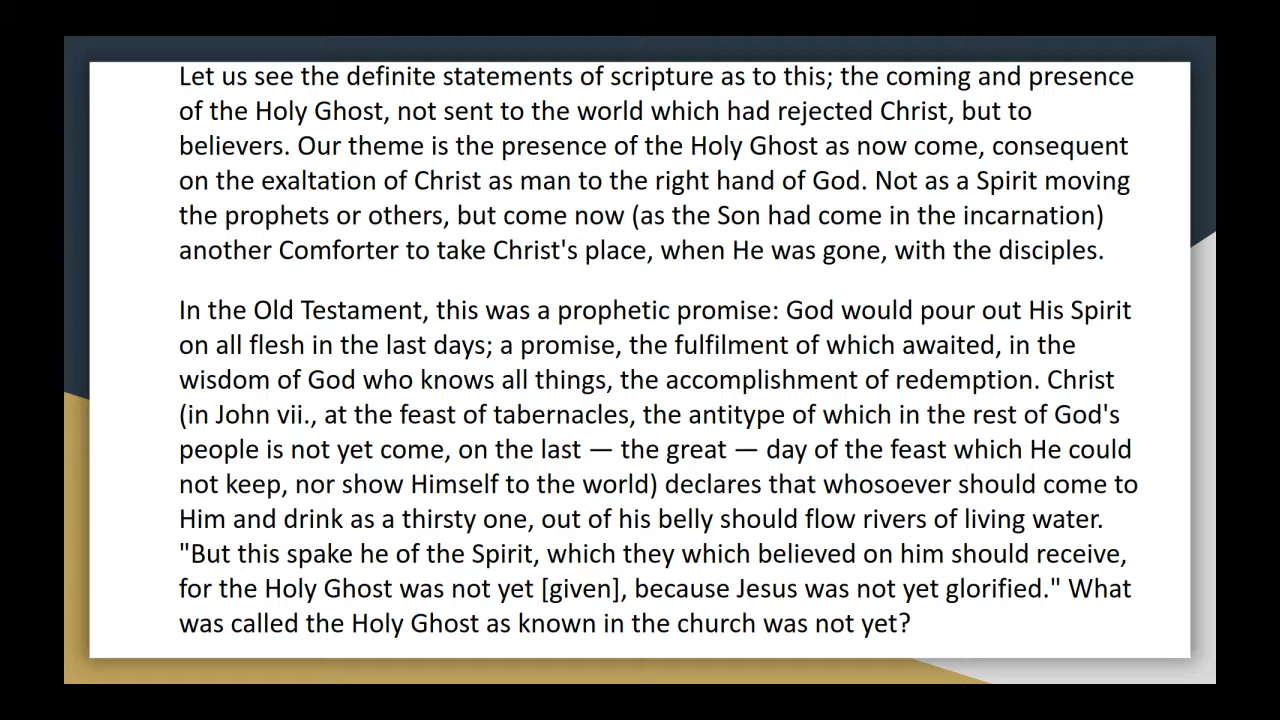 Let us see the definite statements of scripture as to this; the coming and presence
of the Holy Ghost, not sent to the world which had rejected Christ, but to
believers. Our theme is the presence of the Holy Ghost as now come, consequent
on the exaltation of Christ as man to the right hand of God. Not as a Spirit moving
the prophets or others, but come now (as the Son had come in the incarnation)
another Comforter to take Christ's place, when He was gone, with the disciples.
In the Old Testament, this was a prophetic promise: God would pour out His Spirit
on all flesh in the last days; a promise, the fulfilment of which awaited, in the
wisdom of God who knows all things, the accomplishment of redemption. Christ
(in John vii., at the feast of tabernacles, the antitype of which in the rest of God's
people is not yet come, on the last — the great — day of the feast which He could
not keep, nor show Himself to the world) declares that whosoever should come to
Him and drink as a thirsty one, out of his belly should flow rivers of living water.
"But this spake he of the Spirit, which they which believed on him should receive,
for the Holy Ghost was not yet [given], because Jesus was not yet glorified." What
was called the Holy Ghost as known in the church was not yet?